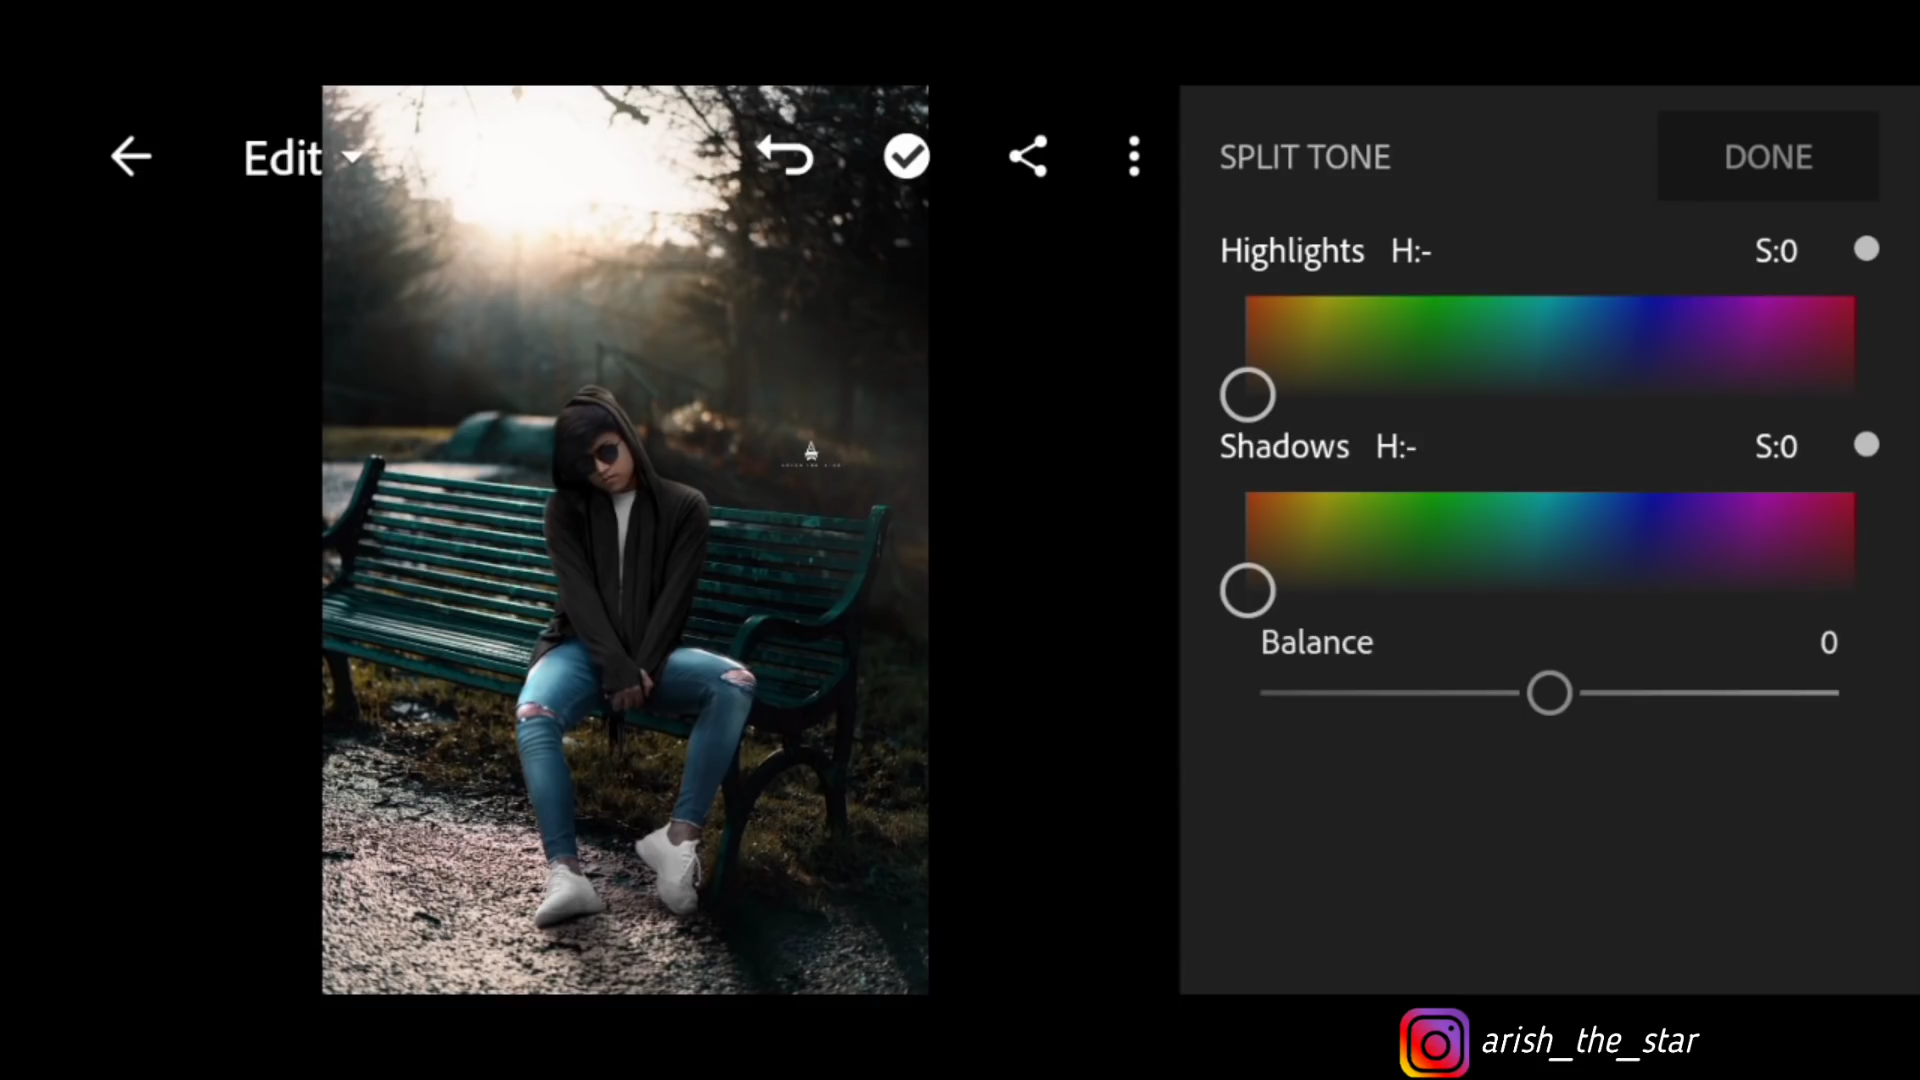 Edit
SPLIT TONE
DONE
Highlights H:- S:0
Shadows H:- S:0
Balance 0
arish_the_star